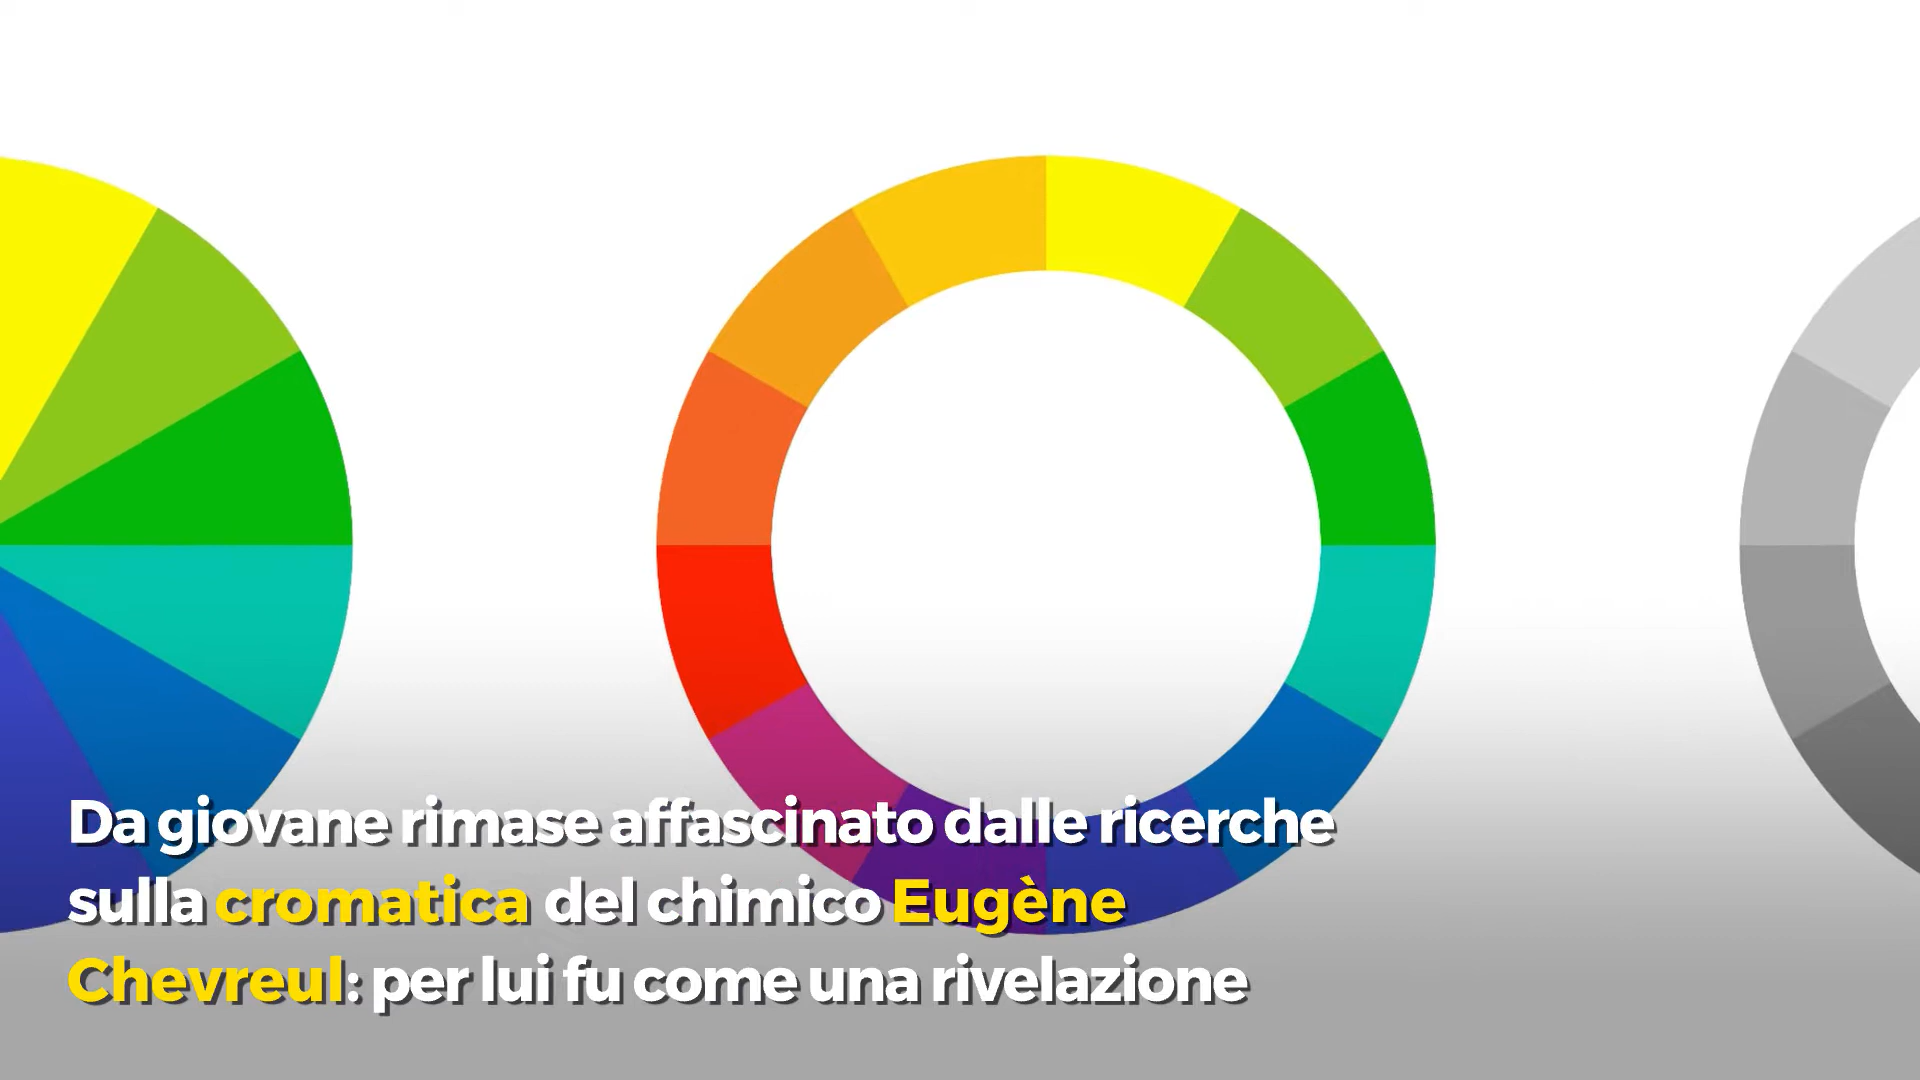 Da giovane rimase affascinato dalle ricerche
sulla cromatica del chimico Eugène
Chevreul: per lui fu come una rivelazione